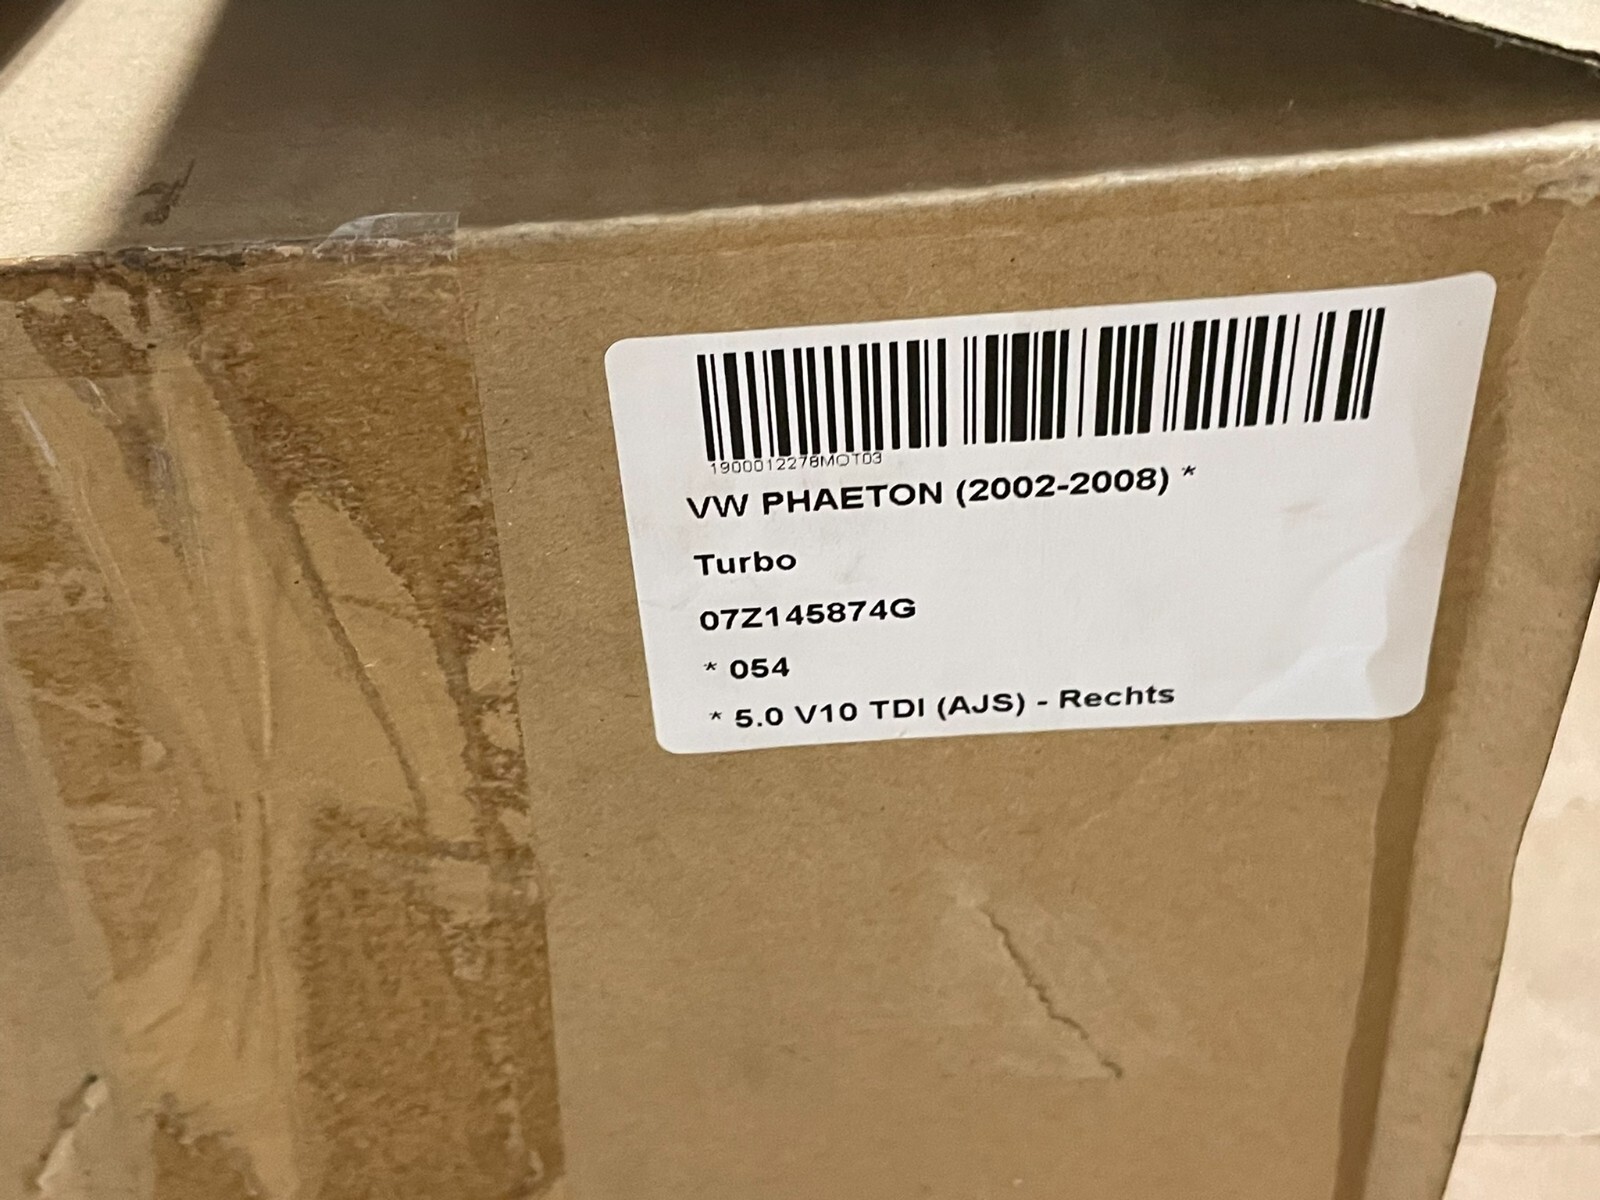 1900012278MOT03
VW PHAETON (2002-2008) *
Turbo
07Z145874G
* 054
* 5.0 V10 TDI (AJS) - Rechts